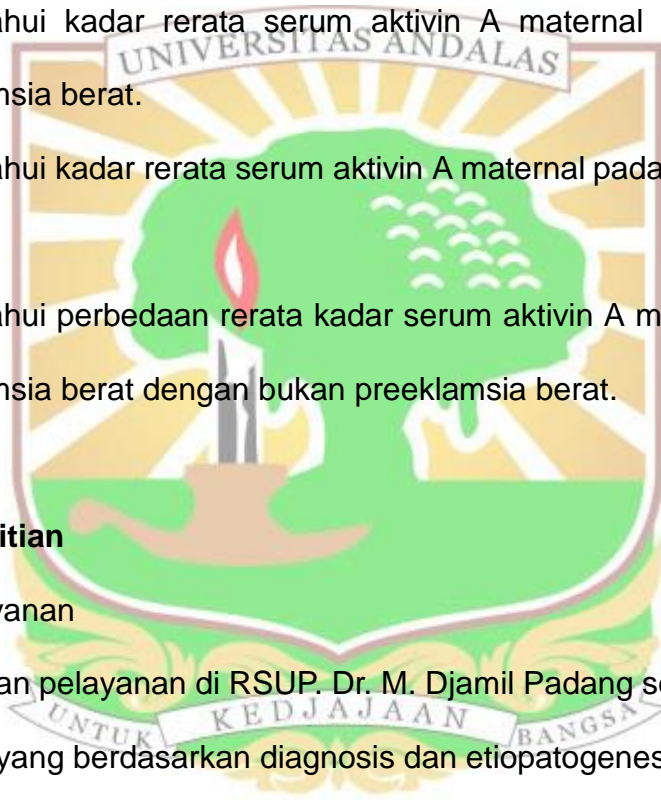 ahui kadar rerata serum aktivin A maternal
UNIVERSITAS ANDALAS
msia berat.
ahui kadar rerata serum aktivin A maternal pada
ahui perbedaan rerata kadar serum aktivin A m
msia berat dengan bukan preeklamsia berat.
itian
yanan
an pelayanan di RSUP. Dr. M. Djamil Padang se
UNTUK KEDJAJAAN BANGSA
yang berdasarkan diagnosis dan etiopatogenes